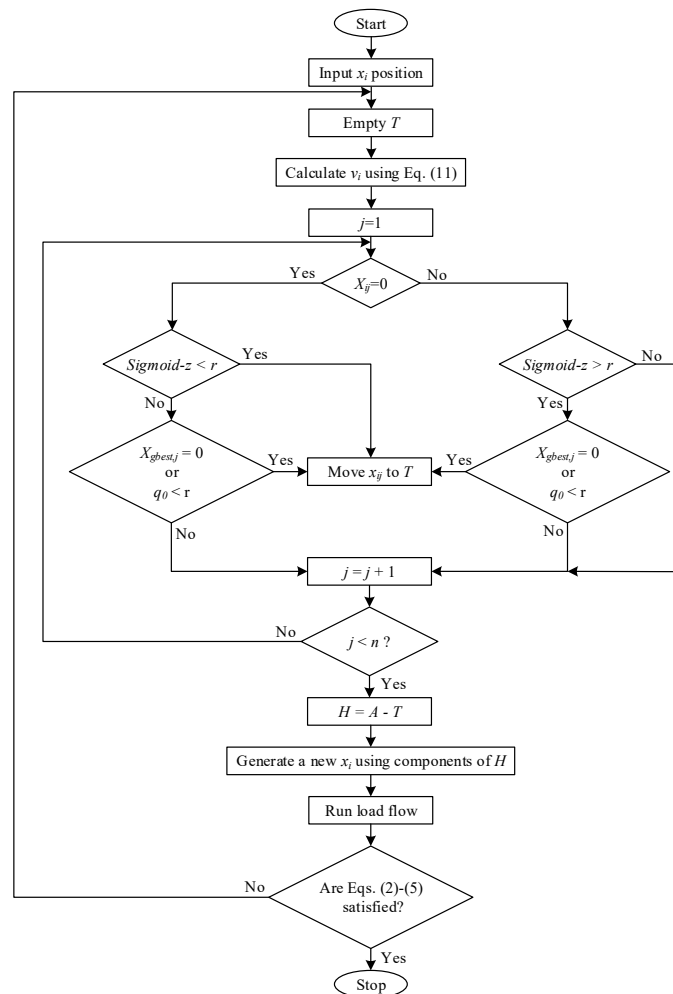 Start
Input xᵢ position
Empty T
Calculate vᵢ using Eq. (11)
j=1
Yes
No
Xᵢⱼ=0
Sigmoid-z < r
Yes
Sigmoid-z > r
No
No
Yes
X_gbest,j = 0
or
q₀ < r
Yes
Move xᵢⱼ to T
Yes
X_gbest,j = 0
or
q₀ < r
No
No
j = j + 1
No
j < n ?
Yes
H = A - T
Generate a new xᵢ using components of H
Run load flow
No
Are Eqs. (2)-(5)
satisfied?
Yes
Stop